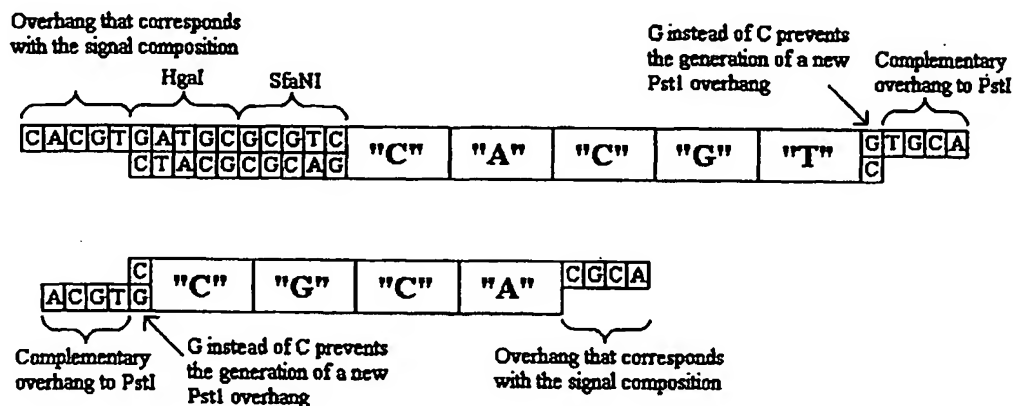 Overhang that corresponds
with the signal composition
HgaI
SfaNI
G instead of C prevents
the generation of a new
Pst1 overhang
Complementary
overhang to PstI
CACGTGATGCGCGTC "C" "A" "C" "G" "T" GTGCA
CTACGCGCAG C
C "C" "G" "C" "A" CGCA
ACGTG
Complementary
overhang to PstI
G instead of C prevents
the generation of a new
Pst1 overhang
Overhang that corresponds
with the signal composition